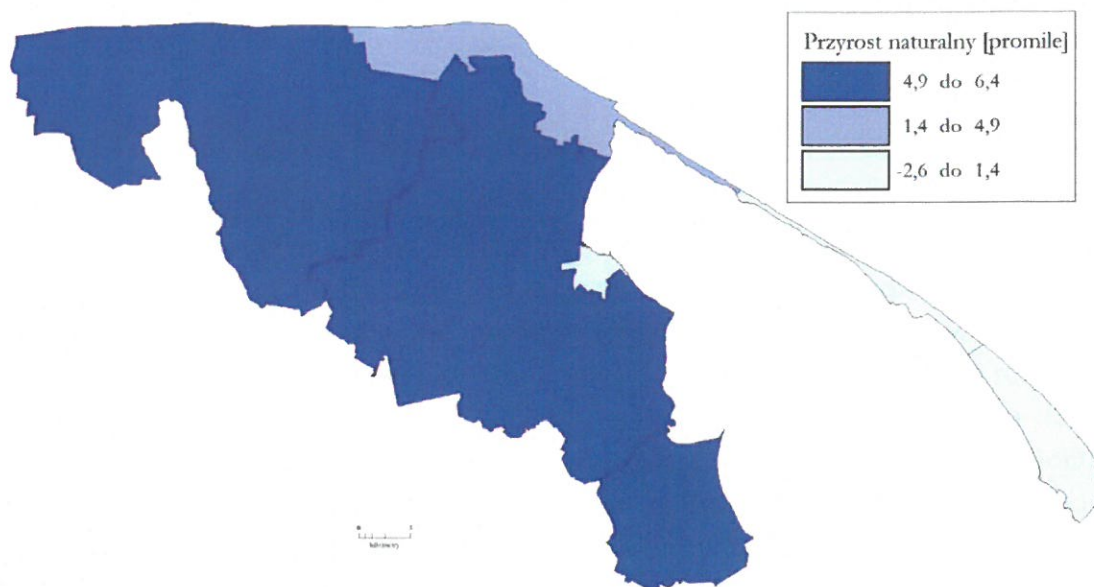 Przyrost naturalny [promile]
4,9 do 6,4
1,4 do 4,9
-2,6 do 1,4